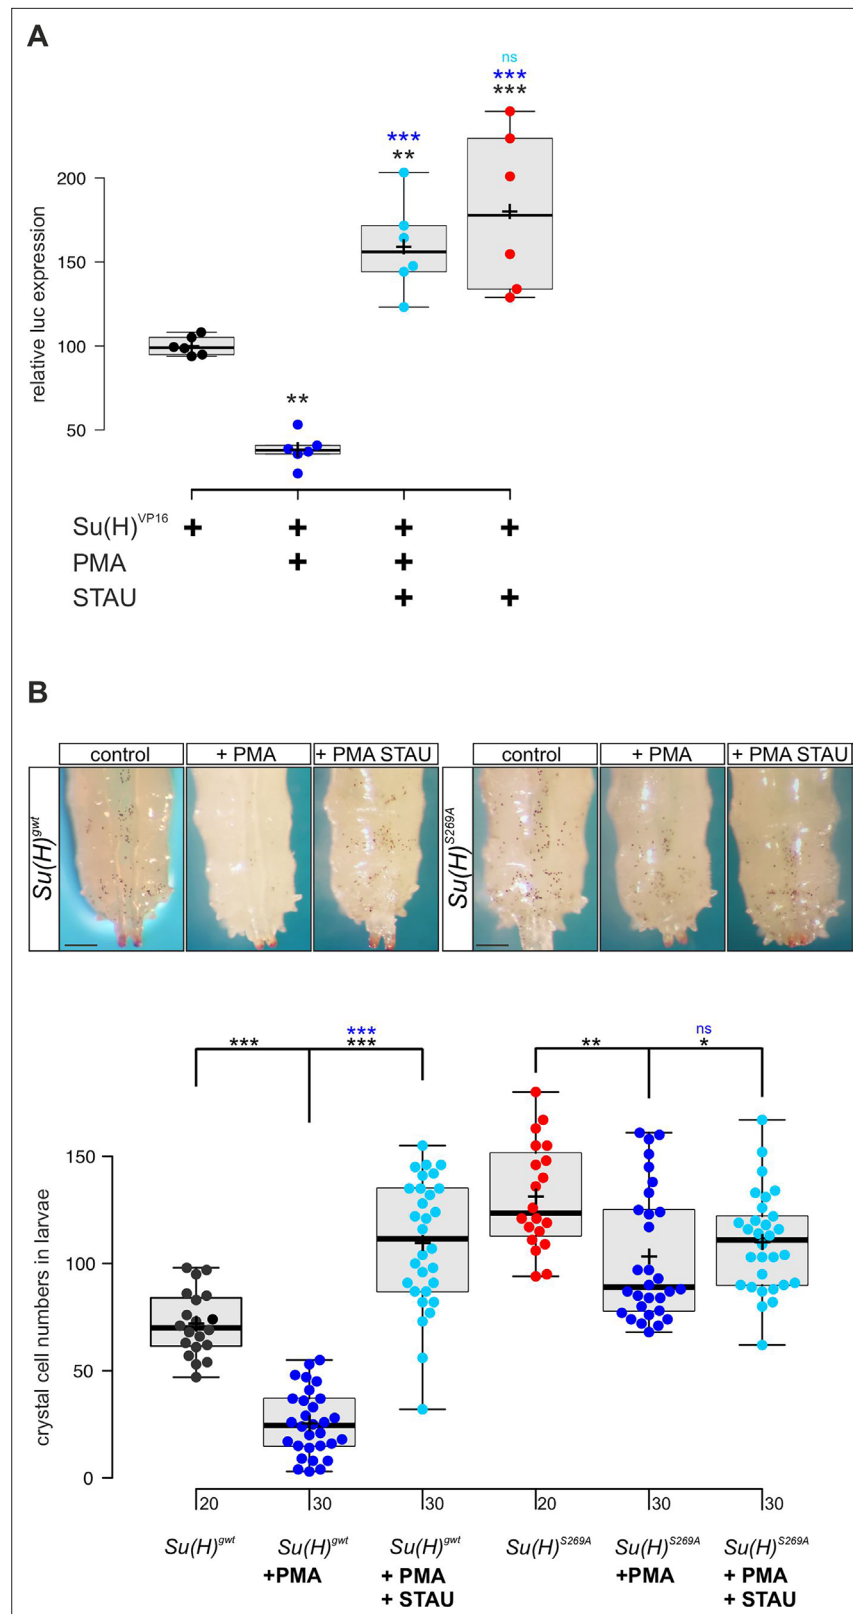 A
ns
***
***
***
**
**
200
150
100
50
relative luc expression
Su(H)VP16 + + + +
PMA + +
STAU + +
B
control + PMA + PMA STAU control + PMA + PMA STAU
Su(H)gwt
Su(H)S269A
*** *** *** ** ns *
150
100
50
0
crystal cell numbers in larvae
20 30 30 20 30 30
Su(H)gwt Su(H)gwt Su(H)gwt Su(H)S269A Su(H)S269A Su(H)S269A
+PMA + PMA +PMA + PMA
+ STAU + STAU